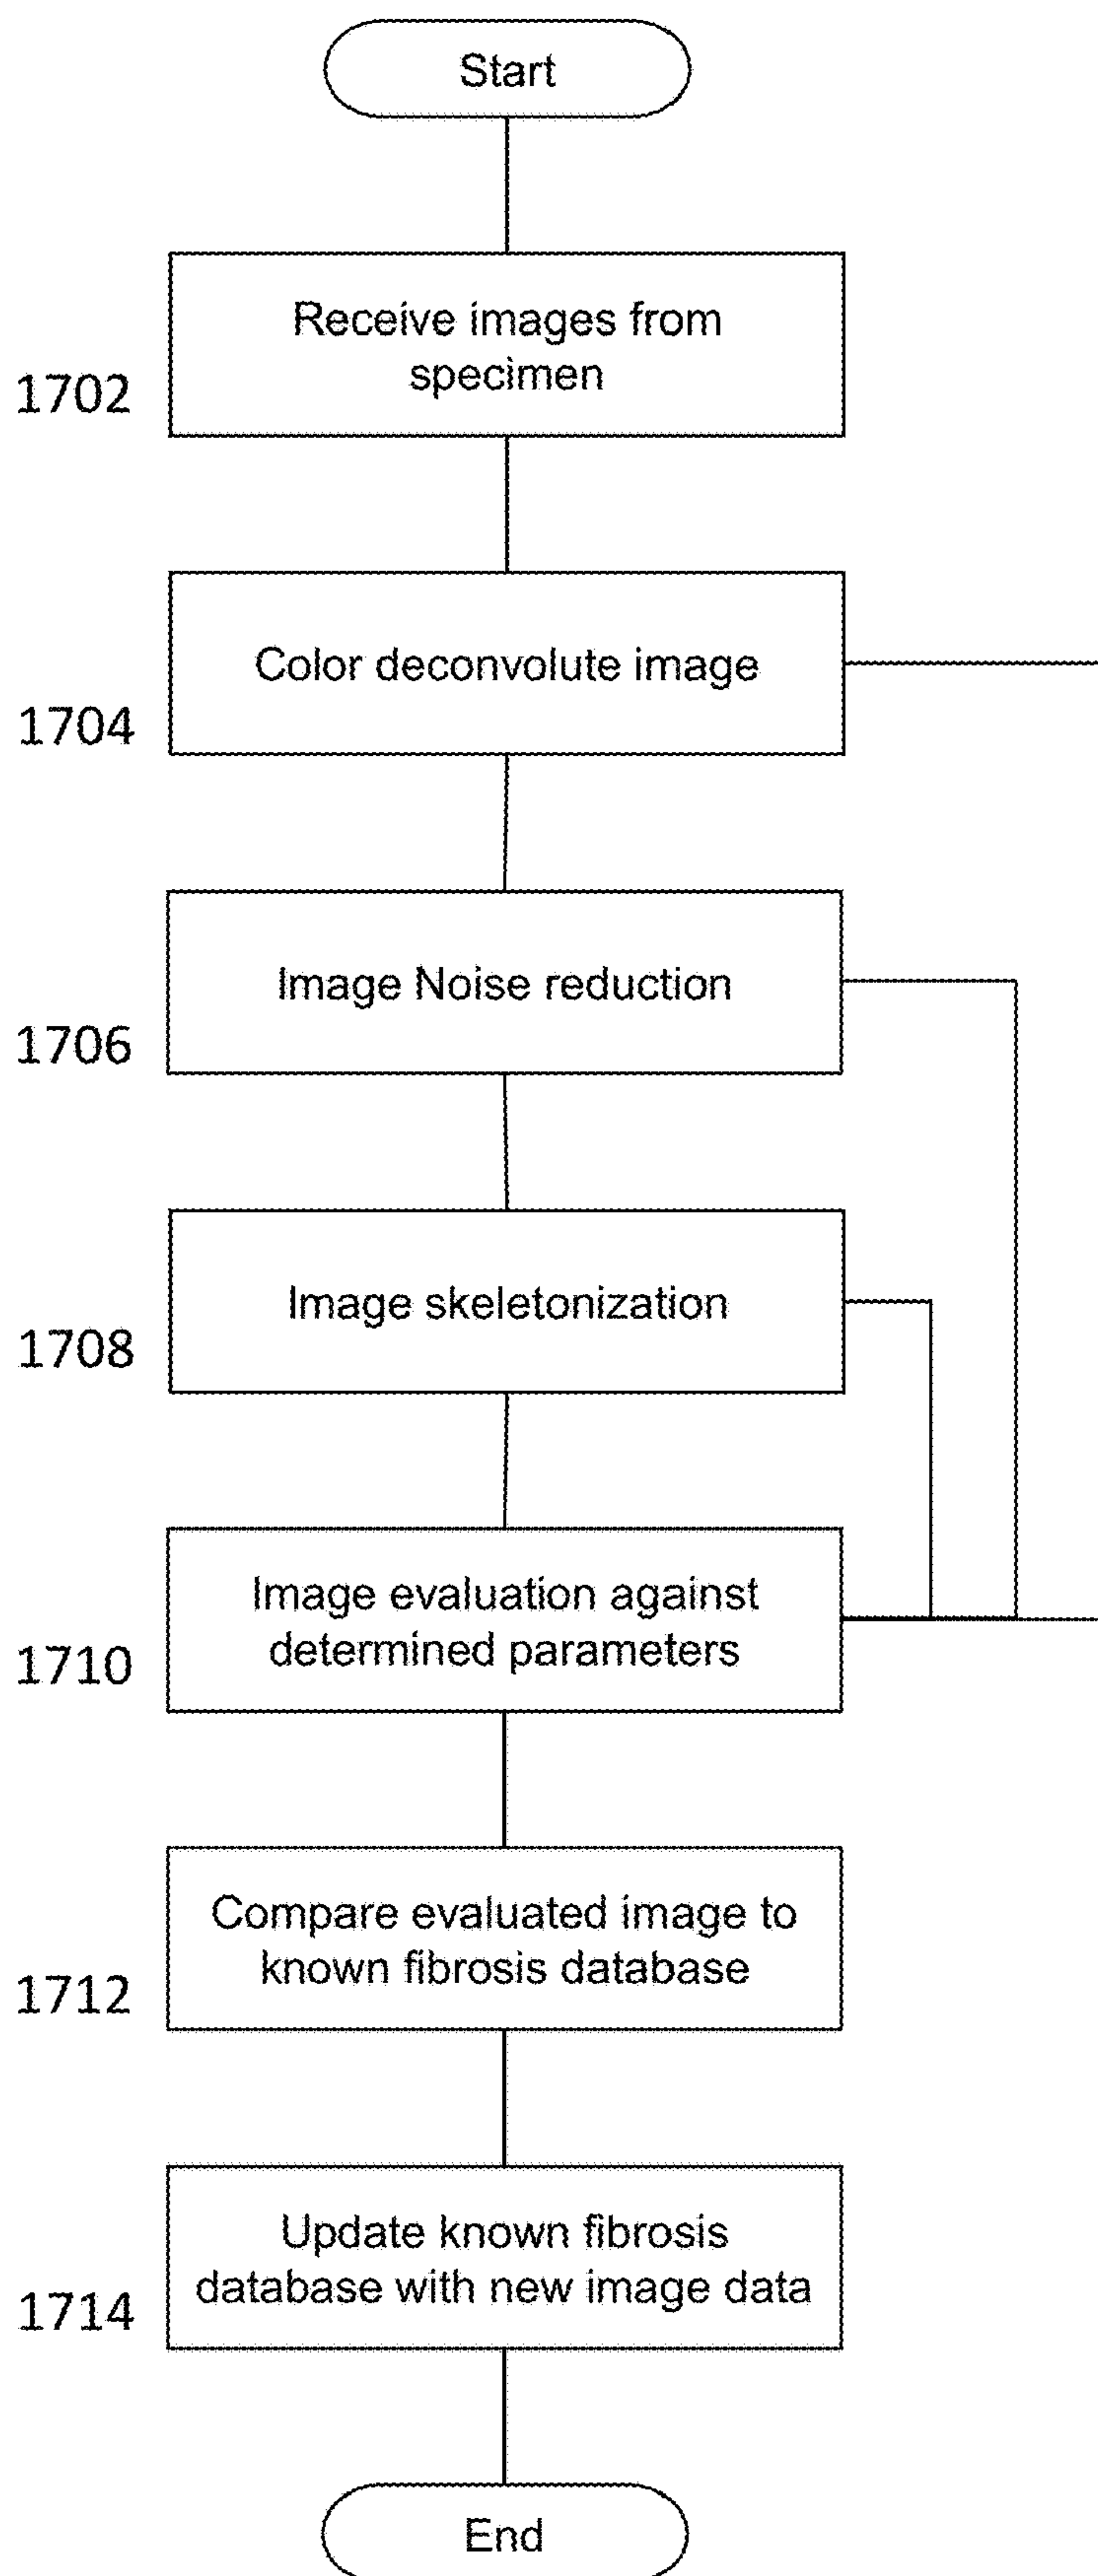 Start
Receive images from
specimen
1702
Color deconvolute image
1704
Image Noise reduction
1706
Image skeletonization
1708
Image evaluation against
determined parameters
1710
Compare evaluated image to
known fibrosis database
1712
Update known fibrosis
database with new image data
1714
End